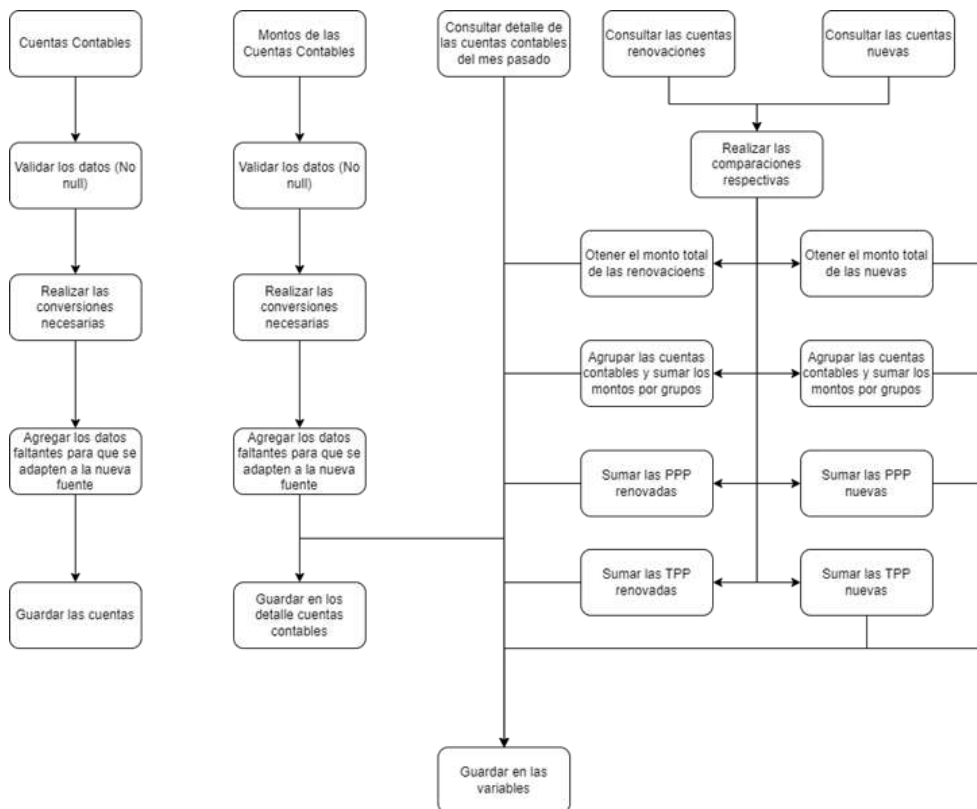 Cuentas Contables
Montos de las
Cuentas Contables
Consultar detalle de
las cuentas contables
del mes pasado
Consultar las cuentas
renovaciones
Consultar las cuentas
nuevas
Validar los datos (No
null)
Validar los datos (No
null)
Realizar las
comparaciones
respectivas
Realizar las
conversiones
necesarias
Realizar las
conversiones
necesarias
Otener el monto total
de las renovacioens
Otener el monto total
de las nuevas
Agrupar las cuentas
contables y sumar los
montos por grupos
Agrupar las cuentas
contables y sumar los
montos por grupos
Agregar los datos
faltantes para que se
adapten a la nueva
fuente
Agregar los datos
faltantes para que se
adapten a la nueva
fuente
Sumar las PPP
renovadas
Sumar las PPP
nuevas
Sumar las TPP
renovadas
Sumar las TPP
nuevas
Guardar las cuentas
Guardar en los
detalle cuentas
contables
Guardar en las
variables